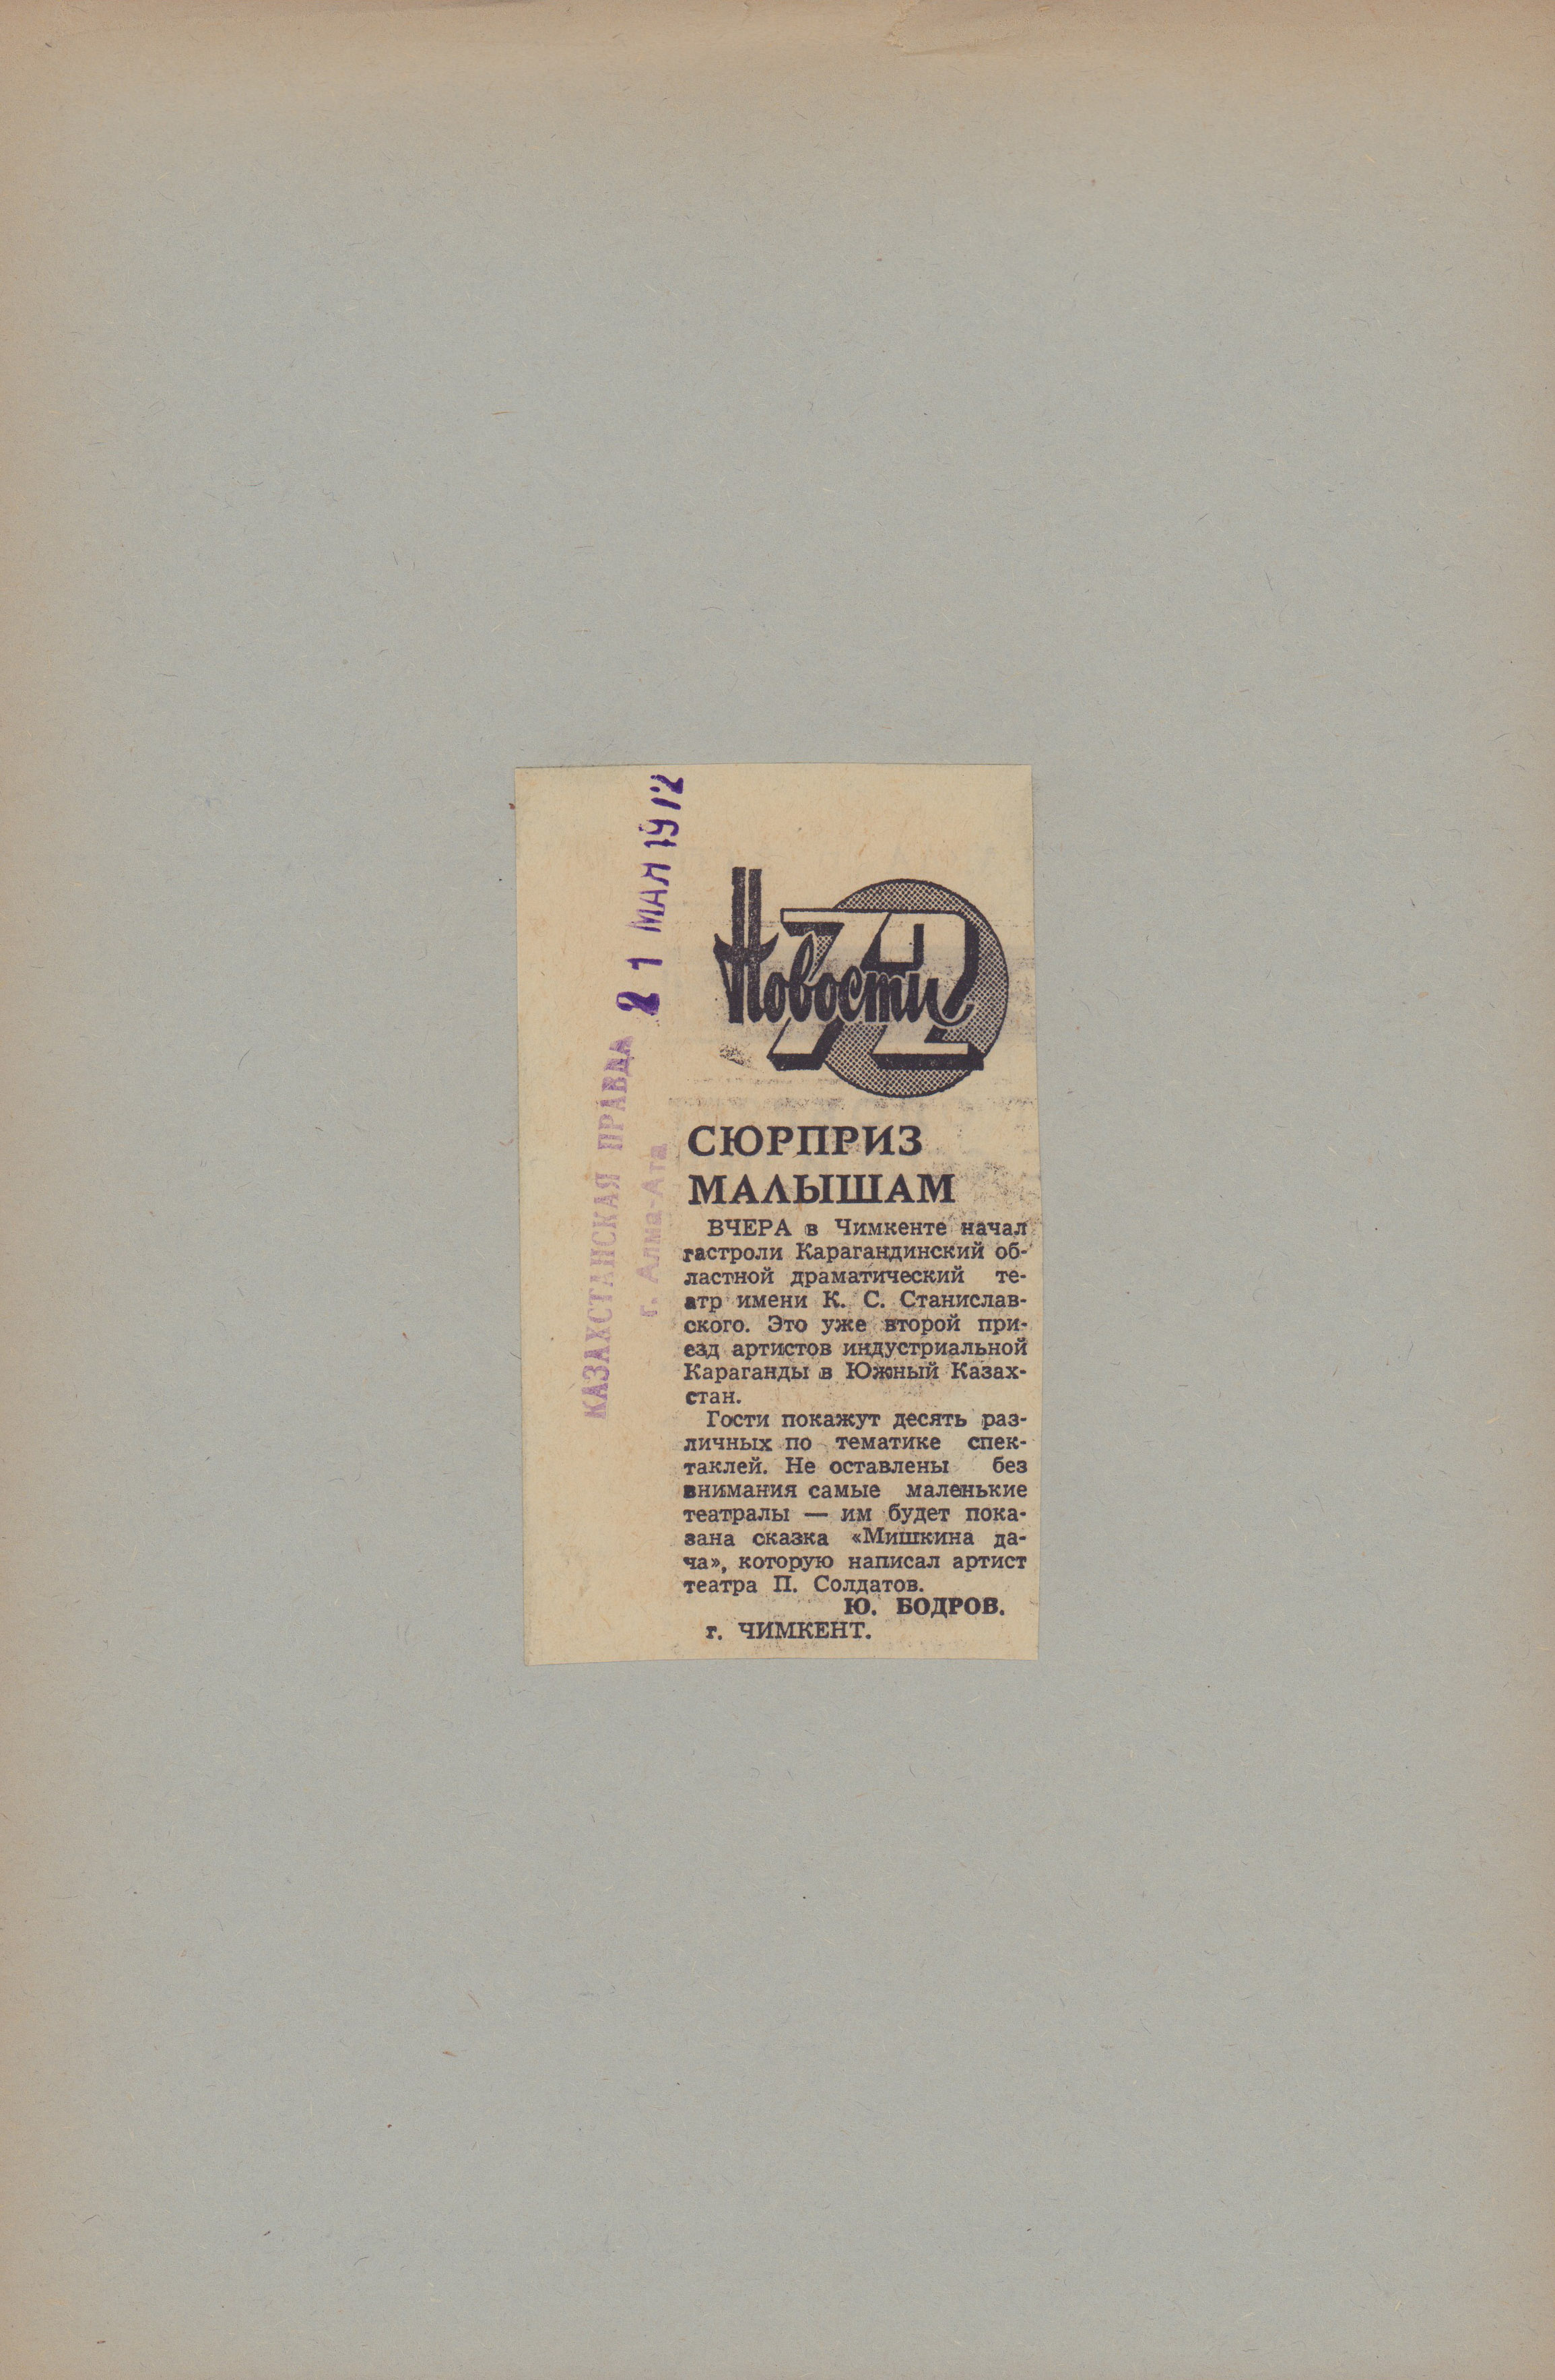 КАЗАХСТАНСКАЯ ПРАВДА
г. Алма-Ата
21 МАЯ 1972
Новости
72
СЮРПРИЗ
МАЛЫШАМ
ВЧЕРА в Чимкенте начал
гастроли Карагандинский об-
ластной драматический те-
атр имени К. С. Станислав-
ского. Это уже второй при-
езд артистов индустриальной
Караганды в Южный Казах-
стан.
Гости покажут десять раз-
личных по тематике спек-
таклей. Не оставлены без
внимания самые маленькие
театралы — им будет пока-
зана сказка «Мишкина да-
ча», которую написал артист
театра П. Солдатов.
Ю. БОДРОВ.
г. ЧИМКЕНТ.